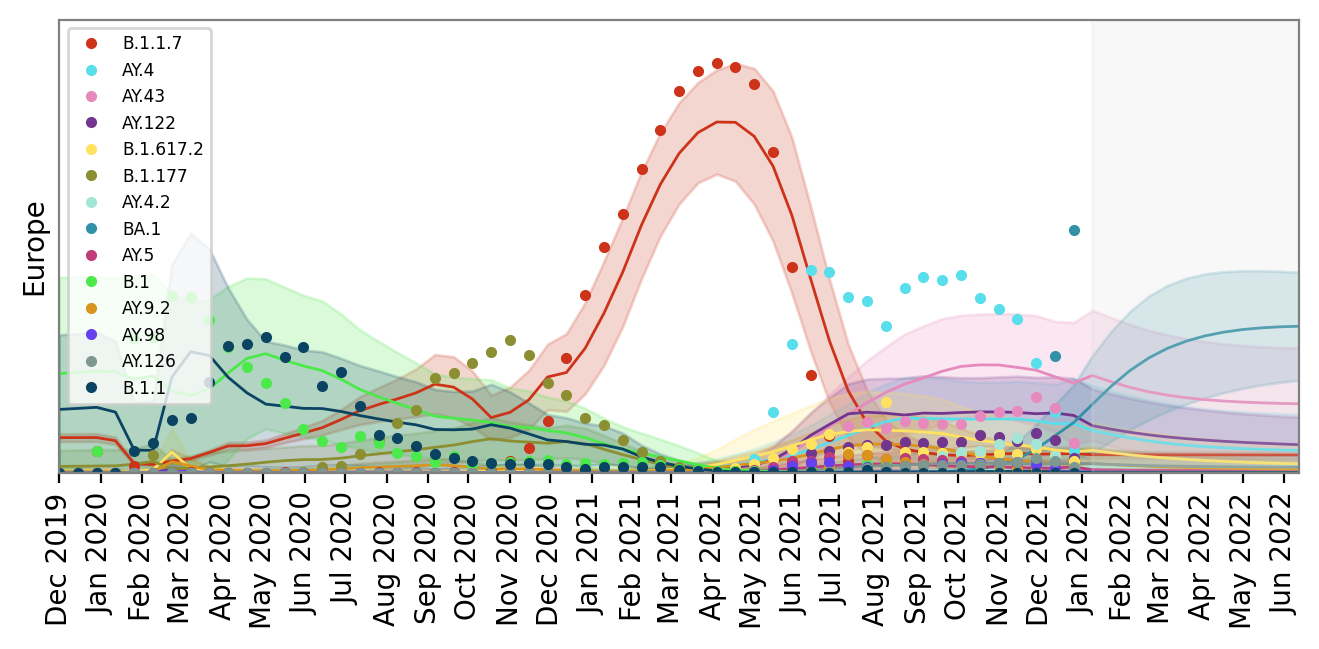 B.1.1.7
AY.4
AY.43
AY.122
B.1.617.2
B.1.177
AY.4.2
BA.1
AY.5
B.1
AY.9.2
AY.98
AY.126
B.1.1
Europe
Dec 2019
Jan 2020
Feb 2020
Mar 2020
Apr 2020
May 2020
Jun 2020
Jul 2020
Aug 2020
Sep 2020
Oct 2020
Nov 2020
Dec 2020
Jan 2021
Feb 2021
Mar 2021
Apr 2021
May 2021
Jun 2021
Jul 2021
Aug 2021
Sep 2021
Oct 2021
Nov 2021
Dec 2021
Jan 2022
Feb 2022
Mar 2022
Apr 2022
May 2022
Jun 2022